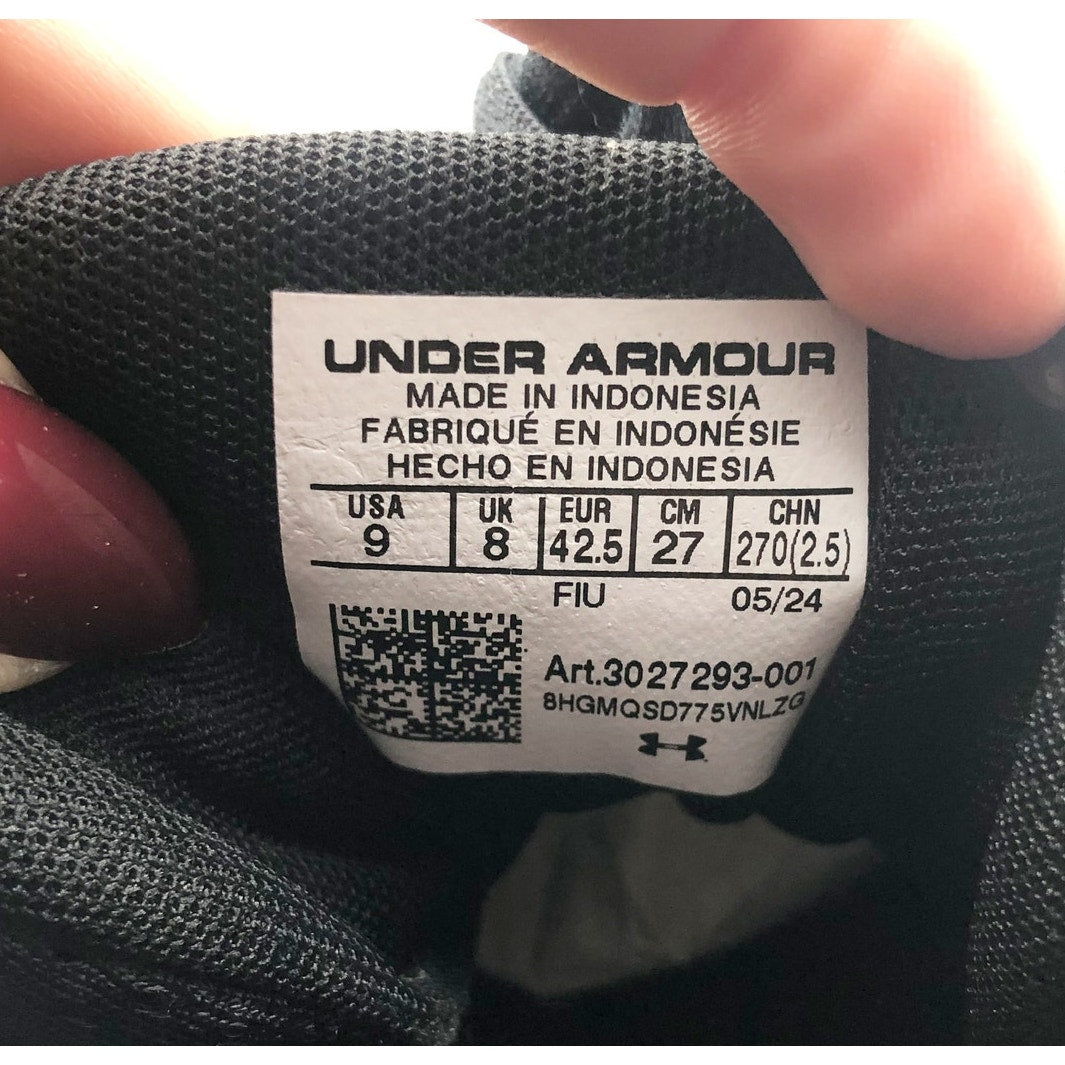 UNDER ARMOUR
MADE IN INDONESIA
FABRIQUÉ EN INDONÉSIE
HECHO EN INDONESIA
USA UK EUR CM CHN
9 8 42.5 27 270(2.5)
FIU 05/24
Art.3027293-001
8HGMQSD775VNLZG